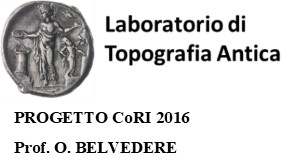 Laboratorio di
Topografia Antica
PROGETTO CoRI 2016
Prof. O. BELVEDERE